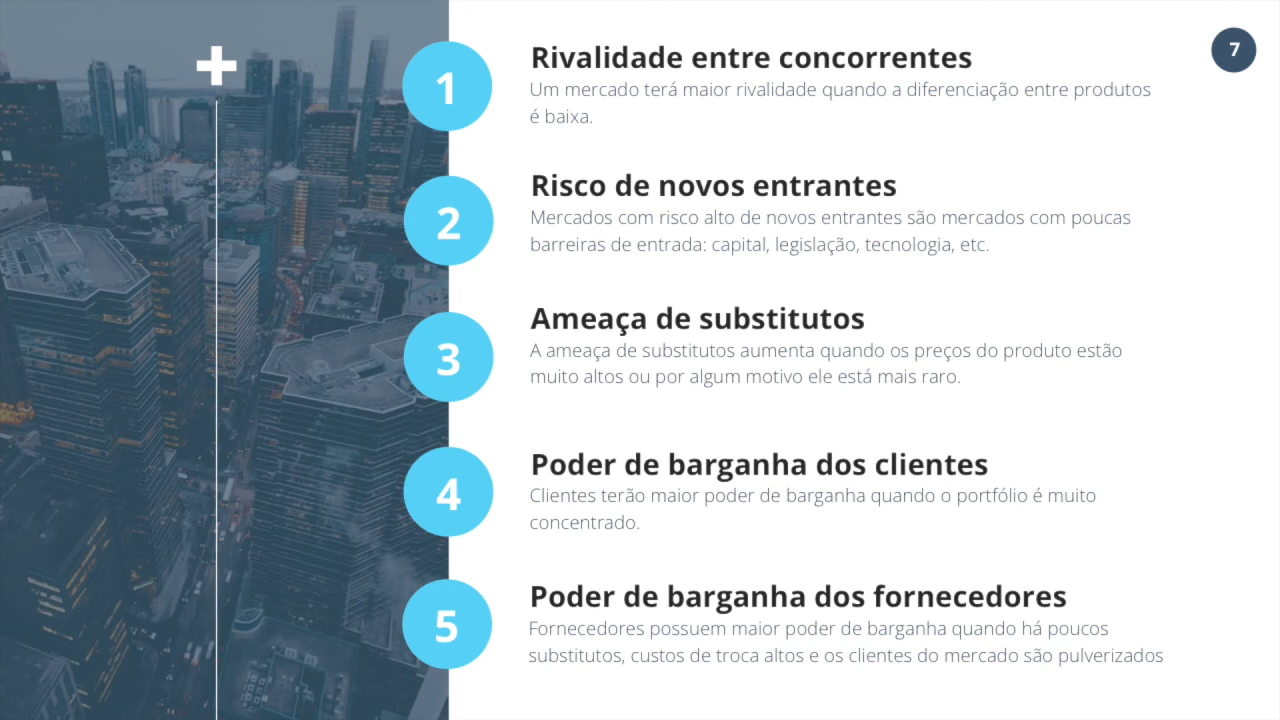 7
1
Rivalidade entre concorrentes
Um mercado terá maior rivalidade quando a diferenciação entre produtos
é baixa.
2
Risco de novos entrantes
Mercados com risco alto de novos entrantes são mercados com poucas
barreiras de entrada: capital, legislação, tecnologia, etc.
3
Ameaça de substitutos
A ameaça de substitutos aumenta quando os preços do produto estão
muito altos ou por algum motivo ele está mais raro.
4
Poder de barganha dos clientes
Clientes terão maior poder de barganha quando o portfólio é muito
concentrado.
5
Poder de barganha dos fornecedores
Fornecedores possuem maior poder de barganha quando há poucos
substitutos, custos de troca altos e os clientes do mercado são pulverizados